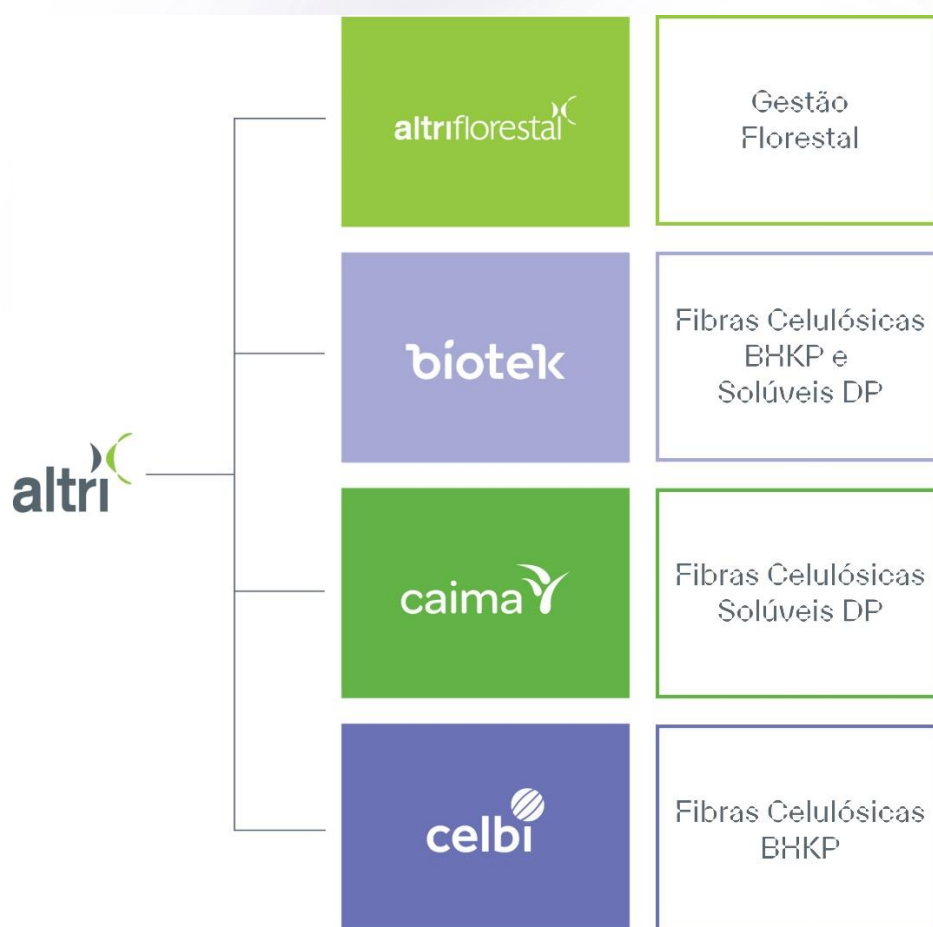 altriflorestal
Gestão
Florestal
biotek
Fibras Celulósicas
BHKP e
Solúveis DP
altri
caima
Fibras Celulósicas
Solúveis DP
celbi
Fibras Celulósicas
BHKP